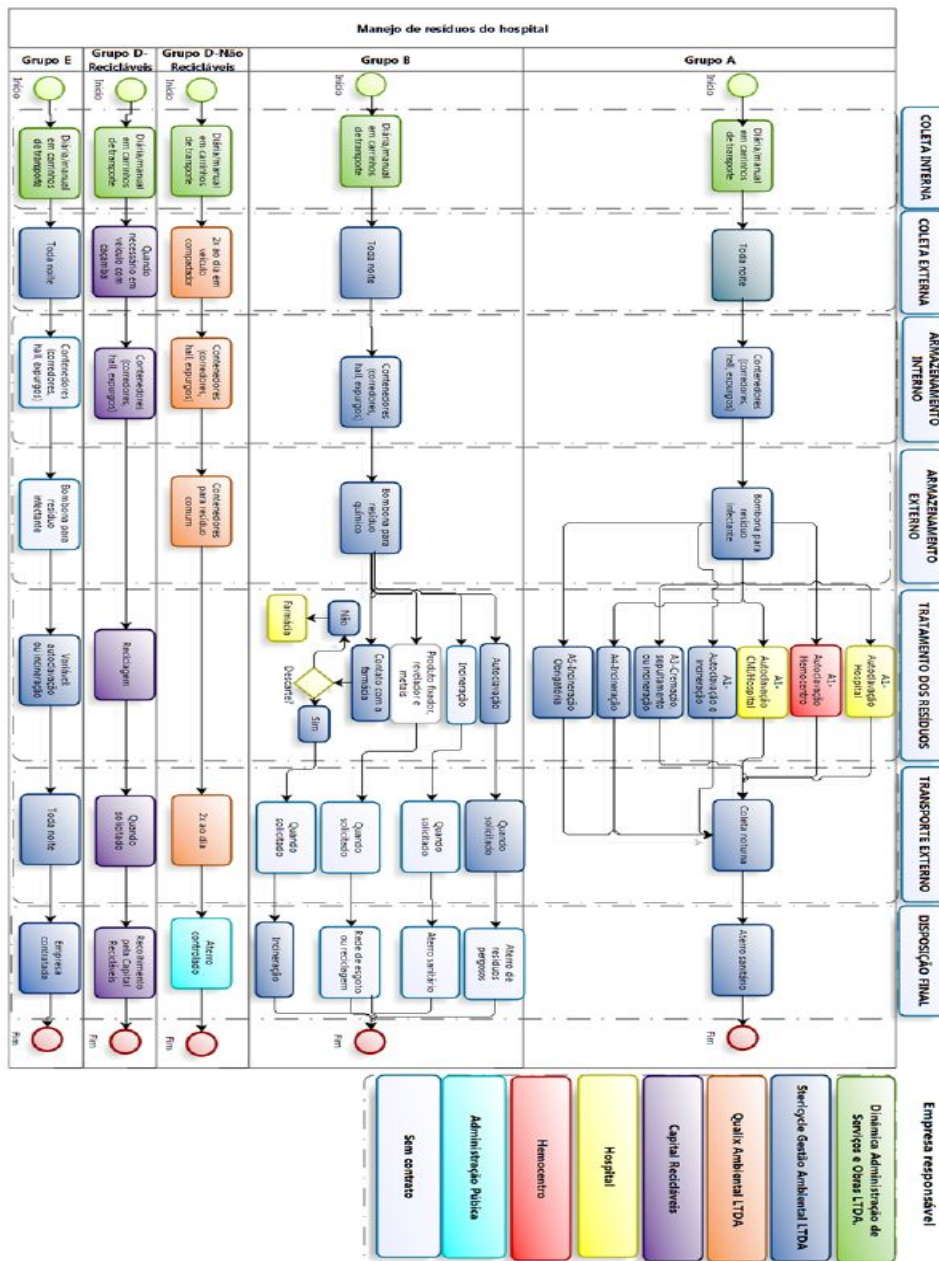 Manejo de resíduos do hospital
COLETA INTERNA
COLETA EXTERNA
ARMAZENAMENTO
INTERNO
ARMAZENAMENTO
EXTERNO
TRATAMENTO DOS RESÍDUOS
TRANSPORTE EXTERNO
DISPOSIÇÃO FINAL
Grupo A
Início
Diária/manual
em carrinhos
de transporte
Toda noite
Contenedores
(corredores,
hall, expurgos)
Bombona para
resíduo
infectante
A1-
Autoclavação
Hospital
A1-
Autoclavação
Hemocentro
A1-
Autoclavação
CME/Hospital
A1-
Autoclavação e
incineração
A3-Cremação,
sepultamento
ou incineração
A4-Incineração
A5-Incineração
Obrigatória
Coleta noturna
Aterro sanitário
Fim
Grupo B
Início
Diária/manual
em carrinhos
de transporte
Toda noite
Contenedores
(corredores,
hall, expurgos)
Bombona para
resíduo
químico
Autoclavação
Incineração
Produto fixador,
revelador e
metais
Contato com a
farmácia
Descarte?
Não
Farmácia
Sim
Quando
solicitado
Quando
solicitado
Quando
solicitado
Quando
solicitado
Aterro de
resíduos
perigosos
Aterro sanitário
Rede de esgoto
ou reciclagem
Incineração
Fim
Grupo D-Não
Recicláveis
Início
Diária/manual
em carrinhos
de transporte
2x ao dia em
veículo
compactador
Contenedores
(corredores,
hall, expurgos)
Contenedores
para resíduo
comum
2x ao dia
Aterro
controlado
Fim
Grupo D-
Recicláveis
Início
Diária/manual
em carrinhos
de transporte
Quando
necessário em
veículo com
caçamba
Contenedores
(corredores,
hall, expurgos)
Reciclagem
Quando
solicitado
Recolhimento
pela Capital
Recicláveis
Fim
Grupo E
Início
Diária/manual
em carrinhos
de transporte
Toda noite
Contenedores
(corredores,
hall, expurgos)
Bombona para
resíduo
infectante
Variável:
autoclavação
ou incineração
Toda noite
Empresa
contratada
Fim
Empresa responsável
Dinâmica Administração de
Serviços e Obras LTDA.
Stericycle Gestão Ambiental LTDA
Qualix Ambiental LTDA
Capital Recicláveis
Hospital
Hemocentro
Administração Púbica
Sem contrato